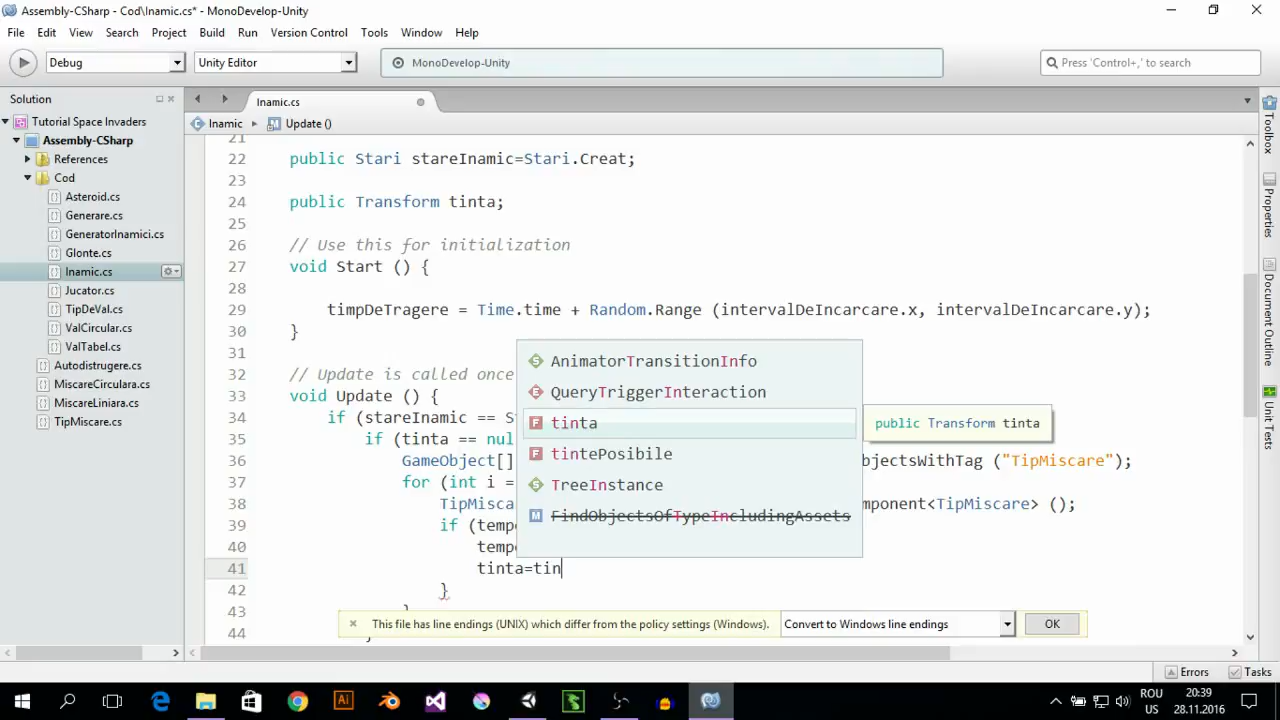 Assembly-CSharp - Cod\Inamic.cs* - MonoDevelop-Unity
File Edit View Search Project Build Run Version Control Tools Window Help
Debug Unity Editor MonoDevelop-Unity Press 'Control+,' to search
Solution
Inamic.cs
Tutorial Space Invaders
Assembly-CSharp
References
Cod
Asteroid.cs
Generare.cs
GeneratorInamici.cs
Glonte.cs
Inamic.cs
Jucator.cs
TipDeVal.cs
ValCircular.cs
ValTabel.cs
Autodistrugere.cs
MiscareCirculara.cs
MiscareLiniara.cs
TipMiscare.cs
Inamic Update ()
21
22 public Stari stareInamic=Stari.Creat;
23
24 public Transform tinta;
25
26 // Use this for initialization
27 void Start () {
28
29 timpDeTragere = Time.time + Random.Range (intervalDeIncarcare.x, intervalDeIncarcare.y);
30 }
31
32 // Update is called once
33 void Update () {
34 if (stareInamic == S
35 if (tinta == nul
36 GameObject[] bjectsWithTag ("TipMiscare");
37 for (int i =
38 TipMisca mponent<TipMiscare> ();
39 if (temp
40 temp
41 tinta=tin
42 }
43
44
AnimatorTransitionInfo
QueryTriggerInteraction
tinta
tintePosibile
TreeInstance
FindObjectsOfTypeIncludingAssets
public Transform tinta
This file has line endings (UNIX) which differ from the policy settings (Windows). Convert to Windows line endings OK
Toolbox
Properties
Document Outline
Unit Tests
Errors Tasks
ROU
US
20:39
28.11.2016